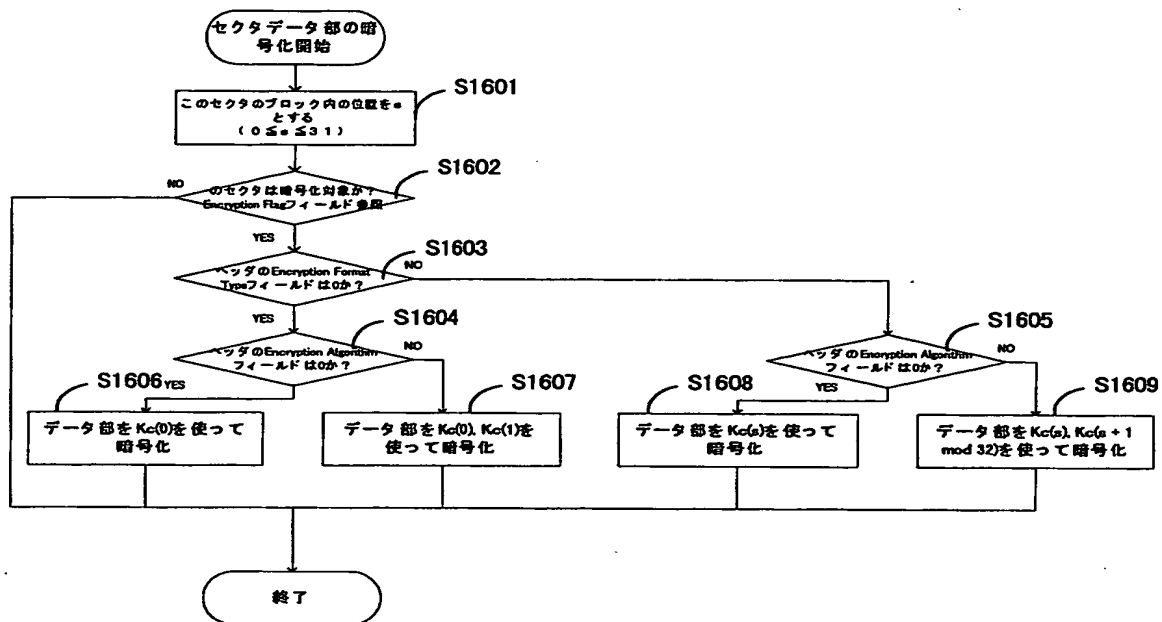 セクタデータ部の暗
号化開始
S1601
このセクタのブロック内の位置をs
とする
(0≦s≦31)
S1602
NO
のセクタは暗号化対象か?
Encryption Flagフィールド参照
YES
S1603
ヘッダのEncryption Format
Typeフィールドは0か?
NO
YES
S1604
ヘッダのEncryption Algorithm
フィールドは0か?
NO
S1605
ヘッダのEncryption Algorithm
フィールドは0か?
NO
YES
S1606
YES
データ部をKc(0)を使って
暗号化
S1607
データ部をKc(0), Kc(1)を
使って暗号化
S1608
データ部をKc(s)を使って
暗号化
S1609
データ部をKc(s), Kc(s + 1
mod 32)を使って暗号化
終了